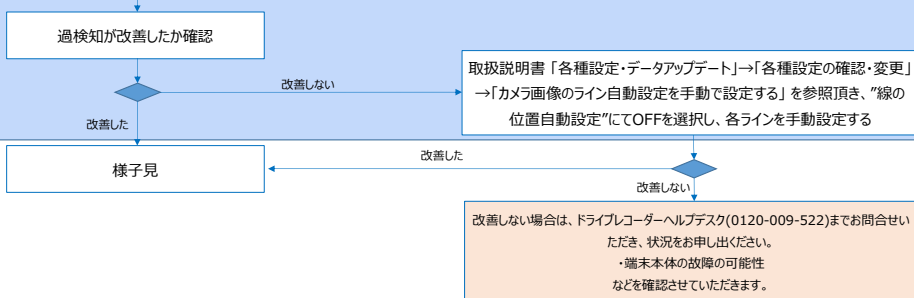 過検知が改善したか確認
取扱説明書「各種設定・データアップデート」→「各種設定の確認・変更」
→「カメラ画像のライン自動設定を手動で設定する」を参照頂き、”線の
位置自動設定”にてOFFを選択し、各ラインを手動設定する
改善しない
改善した
様子見
改善した
改善しない
改善しない場合は、ドライブレコーダーヘルプデスク(0120-009-522)までお問合せい
ただき、状況をお申し出ください。
・端末本体の故障の可能性
などを確認させていただきます。